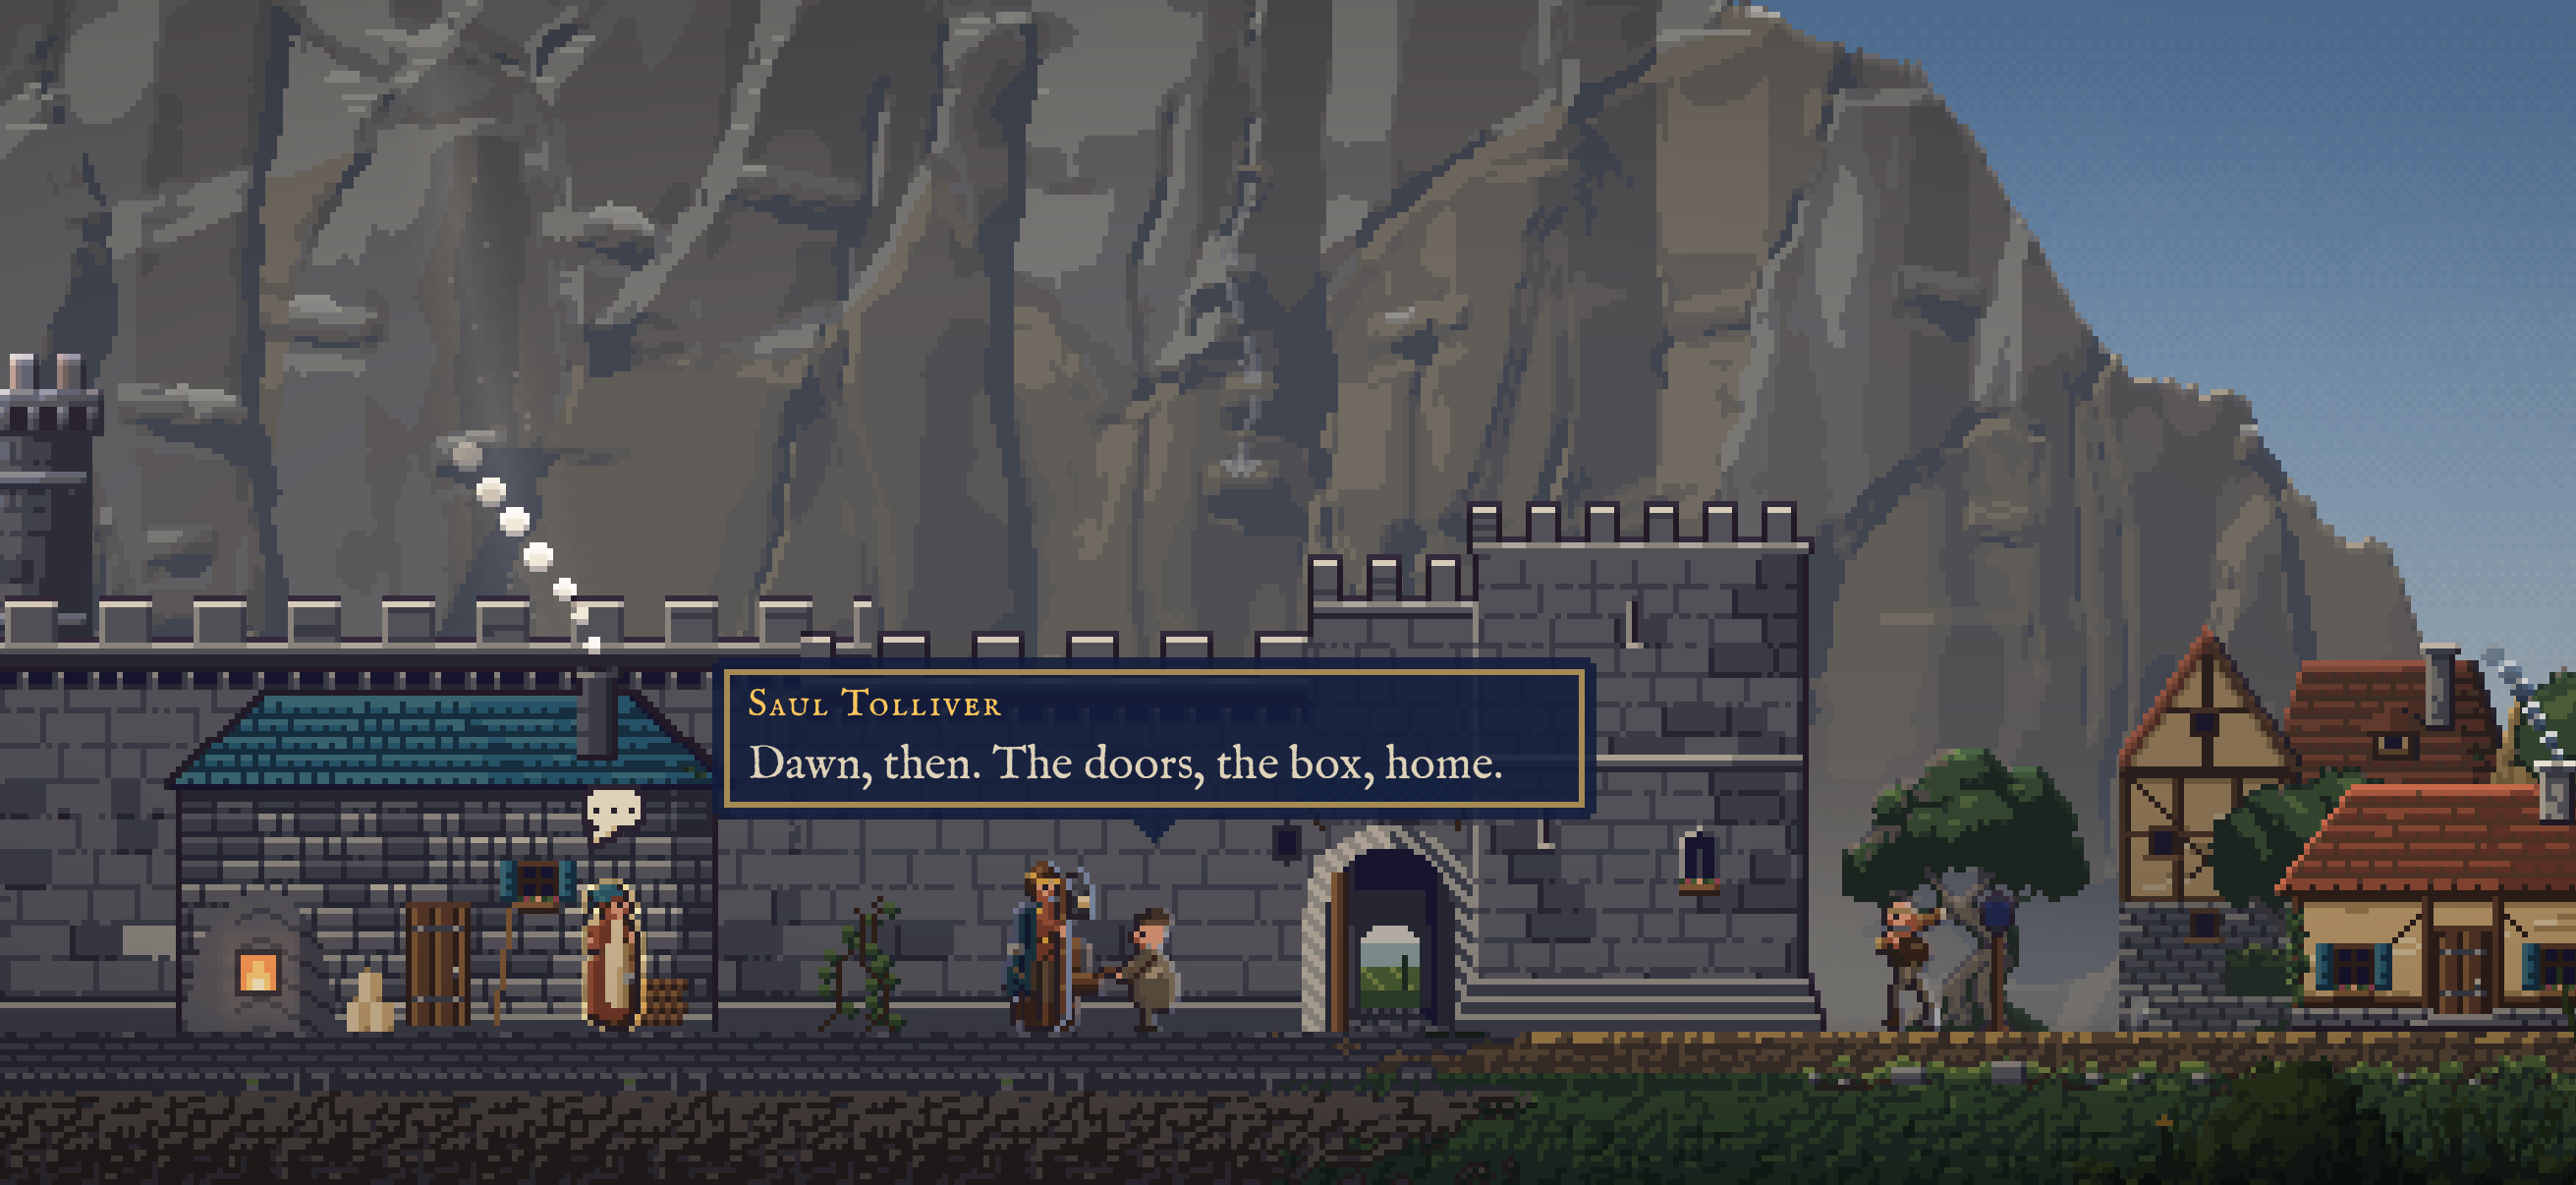 Saul Tolliver
Dawn, then. The doors, the box, home.